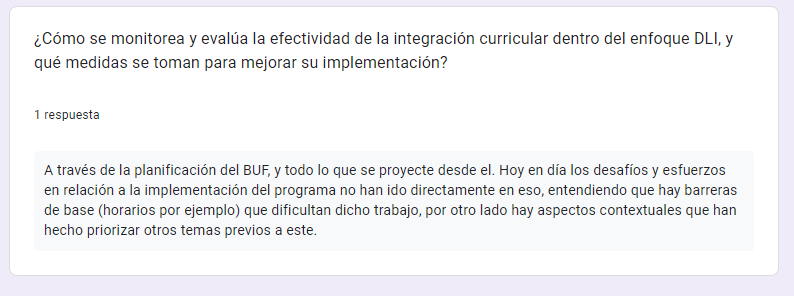 ¿Cómo se monitorea y evalúa la efectividad de la integración curricular dentro del enfoque DLI, y
qué medidas se toman para mejorar su implementación?
1 respuesta
A través de la planificación del BUF, y todo lo que se proyecte desde el. Hoy en día los desafíos y esfuerzos
en relación a la implementación del programa no han ido directamente en eso, entendiendo que hay barreras
de base (horarios por ejemplo) que dificultan dicho trabajo, por otro lado hay aspectos contextuales que han
hecho priorizar otros temas previos a este.